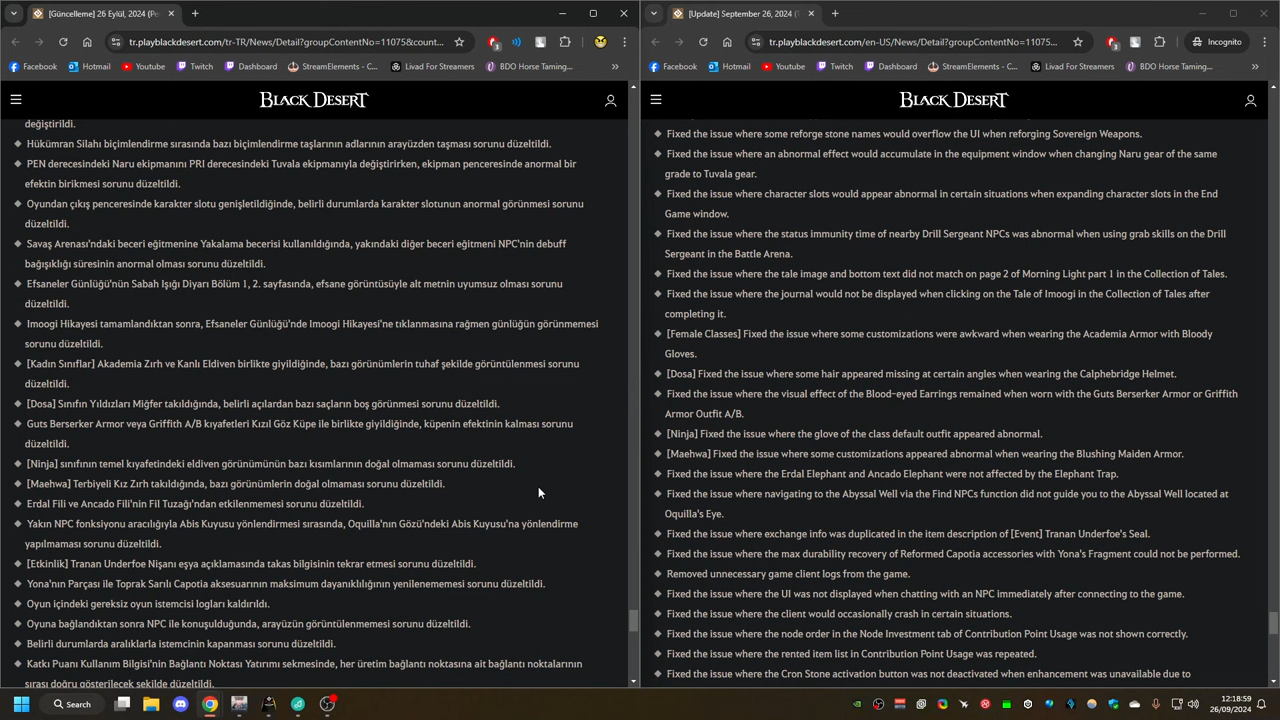 [Güncelleme] 26 Eylül, 2024 (Pe
tr.playblackdesert.com/tr-TR/News/Detail?groupContentNo=11075&count...
Facebook
Hotmail
Youtube
Twitch
Dashboard
StreamElements - C...
Livad For Streamers
BDO Horse Taming...
»
BLACK DESERT
değiştirildi.
Hükümran Silahı biçimlendirme sırasında bazı biçimlendirme taşlarının adlarının arayüzden taşması sorunu düzeltildi.
PEN derecesindeki Naru ekipmanını PRI derecesindeki Tuvala ekipmanıyla değiştirirken, ekipman penceresinde anormal bir
efektin birikmesi sorunu düzeltildi.
Oyundan çıkış penceresinde karakter slotu genişletildiğinde, belirli durumlarda karakter slotunun anormal görünmesi sorunu
düzeltildi.
Savaş Arenası'ndaki beceri eğitmenine Yakalama becerisi kullanıldığında, yakındaki diğer beceri eğitmeni NPC'nin debuff
bağışıklığı süresinin anormal olması sorunu düzeltildi.
Efsaneler Günlüğü'nün Sabah Işığı Diyarı Bölüm 1, 2. sayfasında, efsane görüntüsüyle alt metnin uyumsuz olması sorunu
düzeltildi.
Imoogi Hikayesi tamamlandıktan sonra, Efsaneler Günlüğü'nde Imoogi Hikayesi'ne tıklanmasına rağmen günlüğün görünmemesi
sorunu düzeltildi.
[Kadın Sınıflar] Akademia Zırh ve Kanlı Eldiven birlikte giyildiğinde, bazı görünümlerin tuhaf şekilde görüntülenmesi sorunu
düzeltildi.
[Dosa] Sınıfın Yıldızları Miğfer takıldığında, belirli açılardan bazı saçların boş görünmesi sorunu düzeltildi.
Guts Berserker Armor veya Griffith A/B kıyafetleri Kızıl Göz Küpe ile birlikte giyildiğinde, küpenin efektinin kalması sorunu
düzeltildi.
[Ninja] sınıfının temel kıyafetindeki eldiven görünümünün bazı kısımlarının doğal olmaması sorunu düzeltildi.
[Maehwa] Terbiyeli Kız Zırh takıldığında, bazı görünümlerin doğal olmaması sorunu düzeltildi.
Erdal Fili ve Ancado Fili'nin Fil Tuzağı'ndan etkilenmemesi sorunu düzeltildi.
Yakın NPC fonksiyonu aracılığıyla Abis Kuyusu yönlendirmesi sırasında, Oquilla'nın Gözü'ndeki Abis Kuyusu'na yönlendirme
yapılmaması sorunu düzeltildi.
[Etkinlik] Tranan Underfoe Nişanı eşya açıklamasında takas bilgisinin tekrar etmesi sorunu düzeltildi.
Yona'nın Parçası ile Toprak Sarılı Capotia aksesuarının maksimum dayanıklılığının yenilenememesi sorunu düzeltildi.
Oyun içindeki gereksiz oyun istemcisi logları kaldırıldı.
Oyuna bağlandıktan sonra NPC ile konuşulduğunda, arayüzün görüntülenmemesi sorunu düzeltildi.
Belirli durumlarda aralıklarla istemcinin kapanması sorunu düzeltildi.
Katkı Puanı Kullanım Bilgisi'nin Bağlantı Noktası Yatırımı sekmesinde, her üretim bağlantı noktasına ait bağlantı noktalarının
sırası doğru gösterilecek şekilde düzeltildi.
[Update] September 26, 2024 (T
tr.playblackdesert.com/en-US/News/Detail?groupContentNo=11075...
Incognito
Facebook
Hotmail
Youtube
Twitch
Dashboard
StreamElements - C...
Livad For Streamers
BDO Horse Taming...
»
BLACK DESERT
Fixed the issue where some reforge stone names would overflow the UI when reforging Sovereign Weapons.
Fixed the issue where an abnormal effect would accumulate in the equipment window when changing Naru gear of the same
grade to Tuvala gear.
Fixed the issue where character slots would appear abnormal in certain situations when expanding character slots in the End
Game window.
Fixed the issue where the status immunity time of nearby Drill Sergeant NPCs was abnormal when using grab skills on the Drill
Sergeant in the Battle Arena.
Fixed the issue where the tale image and bottom text did not match on page 2 of Morning Light part 1 in the Collection of Tales.
Fixed the issue where the journal would not be displayed when clicking on the Tale of Imoogi in the Collection of Tales after
completing it.
[Female Classes] Fixed the issue where some customizations were awkward when wearing the Academia Armor with Bloody
Gloves.
[Dosa] Fixed the issue where some hair appeared missing at certain angles when wearing the Calphebridge Helmet.
Fixed the issue where the visual effect of the Blood-eyed Earrings remained when worn with the Guts Berserker Armor or Griffith
Armor Outfit A/B.
[Ninja] Fixed the issue where the glove of the class default outfit appeared abnormal.
[Maehwa] Fixed the issue where some customizations appeared abnormal when wearing the Blushing Maiden Armor.
Fixed the issue where the Erdal Elephant and Ancado Elephant were not affected by the Elephant Trap.
Fixed the issue where navigating to the Abyssal Well via the Find NPCs function did not guide you to the Abyssal Well located at
Oquilla's Eye.
Fixed the issue where exchange info was duplicated in the item description of [Event] Tranan Underfoe's Seal.
Fixed the issue where the max durability recovery of Reformed Capotia accessories with Yona's Fragment could not be performed.
Removed unnecessary game client logs from the game.
Fixed the issue where the UI was not displayed when chatting with an NPC immediately after connecting to the game.
Fixed the issue where the client would occasionally crash in certain situations.
Fixed the issue where the node order in the Node Investment tab of Contribution Point Usage was not shown correctly.
Fixed the issue where the rented item list in Contribution Point Usage was repeated.
Fixed the issue where the Cron Stone activation button was not deactivated when enhancement was unavailable due to
Search
12:18:59
26/09/2024